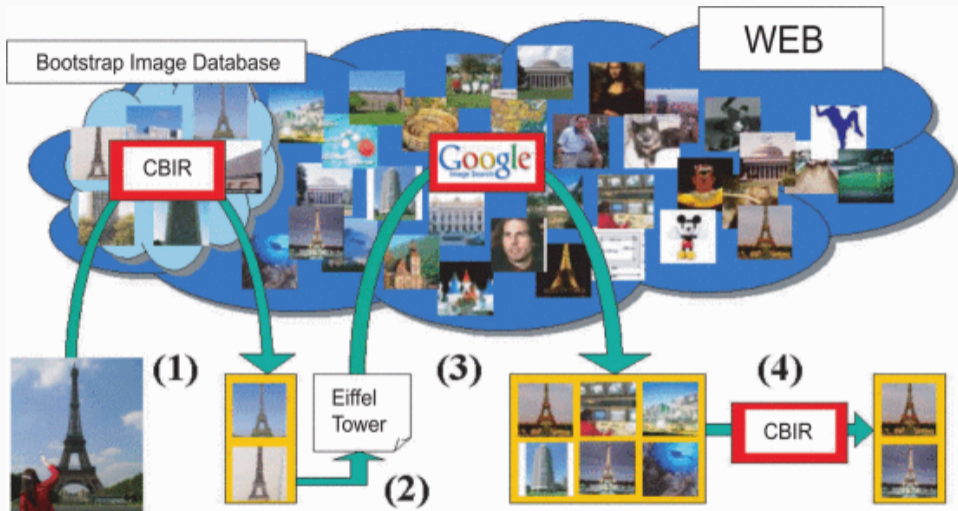 WEB
Bootstrap Image Database
CBIR
Google
Image Search
(1)
(2)
(3)
(4)
Eiffel
Tower
CBIR